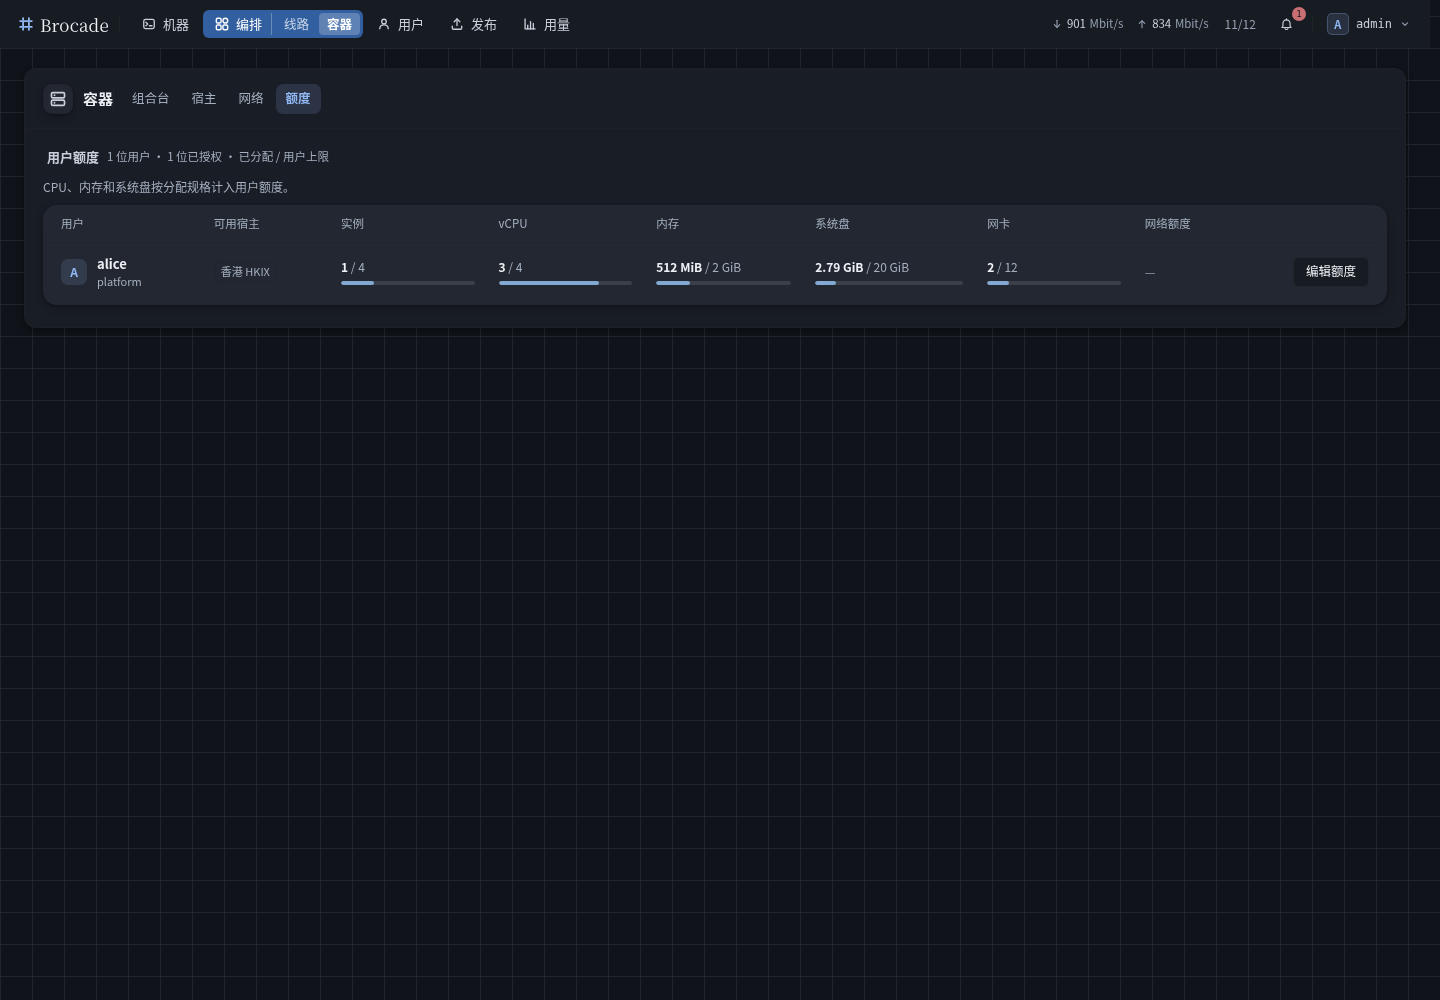 Brocade 机器 编排 线路 容器 用户 发布 用量 ↓ 901 Mbit/s ↑ 834 Mbit/s 11/12 1 A admin
容器 组合台 宿主 网络 额度
用户额度 1 位用户 • 1 位已授权 • 已分配 / 用户上限
CPU、内存和系统盘按分配规格计入用户额度。
用户 可用宿主 实例 vCPU 内存 系统盘 网卡 网络额度
A alice 香港 HKIX 1 / 4 3 / 4 512 MiB / 2 GiB 2.79 GiB / 20 GiB 2 / 12 — 编辑额度
platform